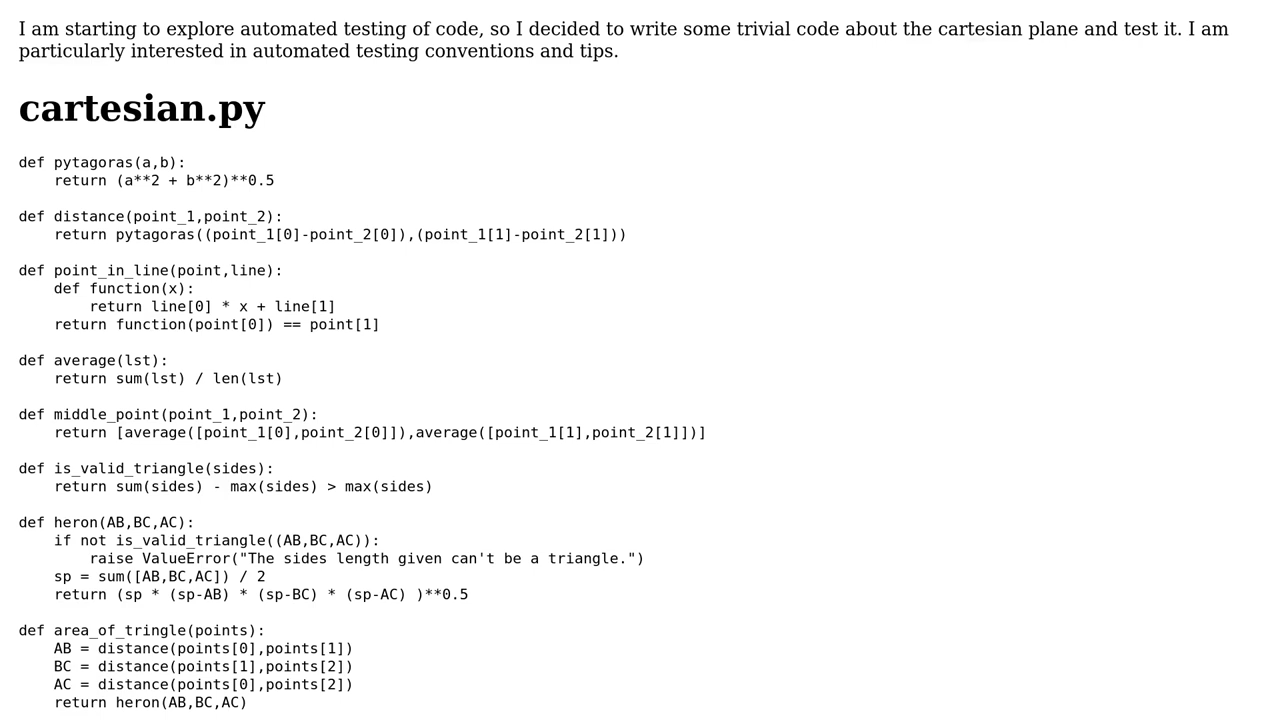 I am starting to explore automated testing of code, so I decided to write some trivial code about the cartesian plane and test it. I am
particularly interested in automated testing conventions and tips.
cartesian.py
def pytagoras(a,b):
    return (a**2 + b**2)**0.5
def distance(point_1,point_2):
    return pytagoras((point_1[0]-point_2[0]),(point_1[1]-point_2[1]))
def point_in_line(point,line):
    def function(x):
        return line[0] * x + line[1]
    return function(point[0]) == point[1]
def average(lst):
    return sum(lst) / len(lst)
def middle_point(point_1,point_2):
    return [average([point_1[0],point_2[0]]),average([point_1[1],point_2[1]])]
def is_valid_triangle(sides):
    return sum(sides) - max(sides) > max(sides)
def heron(AB,BC,AC):
    if not is_valid_triangle((AB,BC,AC)):
        raise ValueError("The sides length given can't be a triangle.")
    sp = sum([AB,BC,AC]) / 2
    return (sp * (sp-AB) * (sp-BC) * (sp-AC) )**0.5
def area_of_tringle(points):
    AB = distance(points[0],points[1])
    BC = distance(points[1],points[2])
    AC = distance(points[0],points[2])
    return heron(AB,BC,AC)